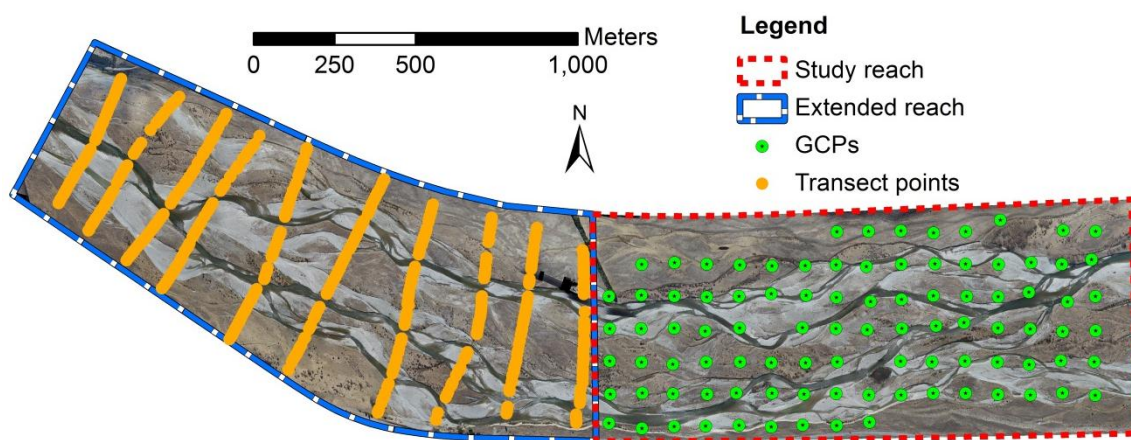 Meters
0 250 500 1,000
N
Legend
Study reach
Extended reach
GCPs
Transect points